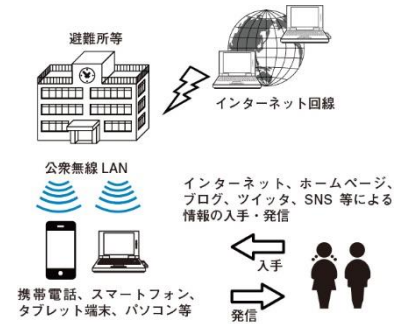 避難所等
インターネット回線
公衆無線 LAN
インターネット、ホームページ、
ブログ、ツイッタ、SNS 等による
情報の入手・発信
入手
発信
携帯電話、スマートフォン、
タブレット端末、パソコン等